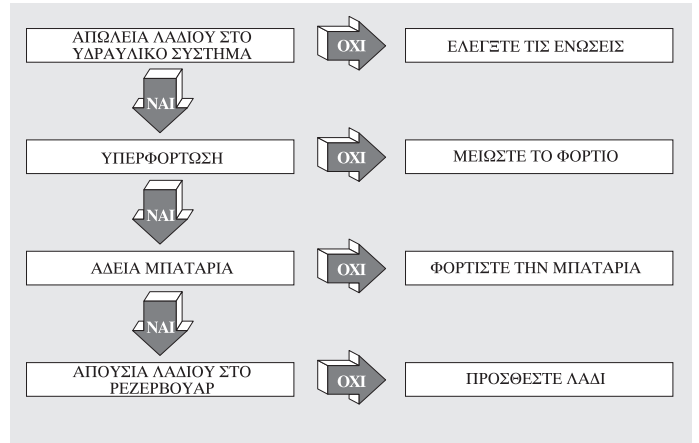 ΑΠΩΛΕΙΑ ΛΑΔΙΟΥ ΣΤΟ
ΥΔΡΑΥΛΙΚΟ ΣΥΣΤΗΜΑ
ΟΧΙ
ΕΛΕΓΞΤΕ ΤΙΣ ΕΝΩΣΕΙΣ
ΝΑΙ
ΥΠΕΡΦΟΡΤΩΣΗ
ΟΧΙ
ΜΕΙΩΣΤΕ ΤΟ ΦΟΡΤΙΟ
ΝΑΙ
ΑΔΕΙΑ ΜΠΑΤΑΡΙΑ
ΟΧΙ
ΦΟΡΤΙΣΤΕ ΤΗΝ ΜΠΑΤΑΡΙΑ
ΝΑΙ
ΑΠΟΥΣΙΑ ΛΑΔΙΟΥ ΣΤΟ
ΡΕΖΕΡΒΟΥΑΡ
ΟΧΙ
ΠΡΟΣΘΕΣΤΕ ΛΑΔΙ